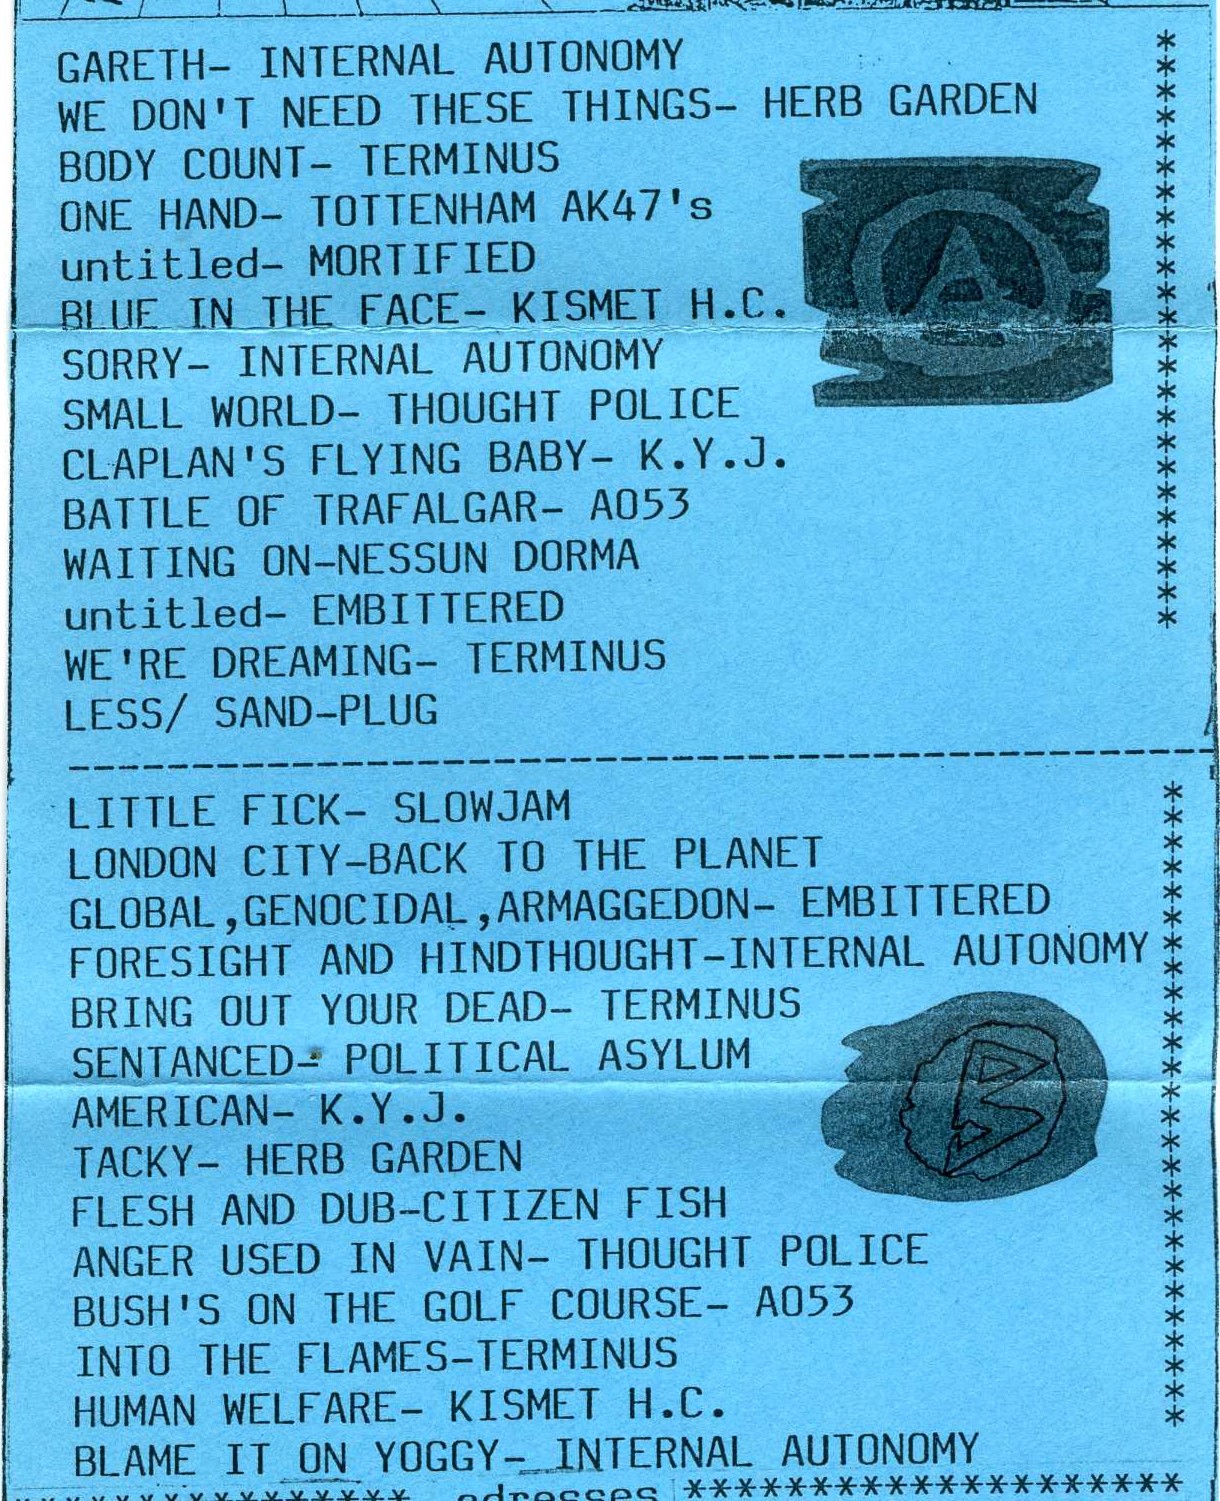 GARETH- INTERNAL AUTONOMY
WE DON'T NEED THESE THINGS- HERB GARDEN
BODY COUNT- TERMINUS
ONE HAND- TOTTENHAM AK47's
untitled- MORTIFIED
BLUE IN THE FACE- KISMET H.C.
SORRY- INTERNAL AUTONOMY
SMALL WORLD- THOUGHT POLICE
CLAPLAN'S FLYING BABY- K.Y.J.
BATTLE OF TRAFALGAR- AO53
WAITING ON-NESSUN DORMA
untitled- EMBITTERED
WE'RE DREAMING- TERMINUS
LESS/ SAND-PLUG
A
LITTLE FICK- SLOWJAM
LONDON CITY-BACK TO THE PLANET
GLOBAL,GENOCIDAL,ARMAGGEDON- EMBITTERED
FORESIGHT AND HINDTHOUGHT-INTERNAL AUTONOMY
BRING OUT YOUR DEAD- TERMINUS
SENTANCED- POLITICAL ASYLUM
AMERICAN- K.Y.J.
TACKY- HERB GARDEN
FLESH AND DUB-CITIZEN FISH
ANGER USED IN VAIN- THOUGHT POLICE
BUSH'S ON THE GOLF COURSE- AO53
INTO THE FLAMES-TERMINUS
HUMAN WELFARE- KISMET H.C.
BLAME IT ON YOGGY- INTERNAL AUTONOMY
B
adresses